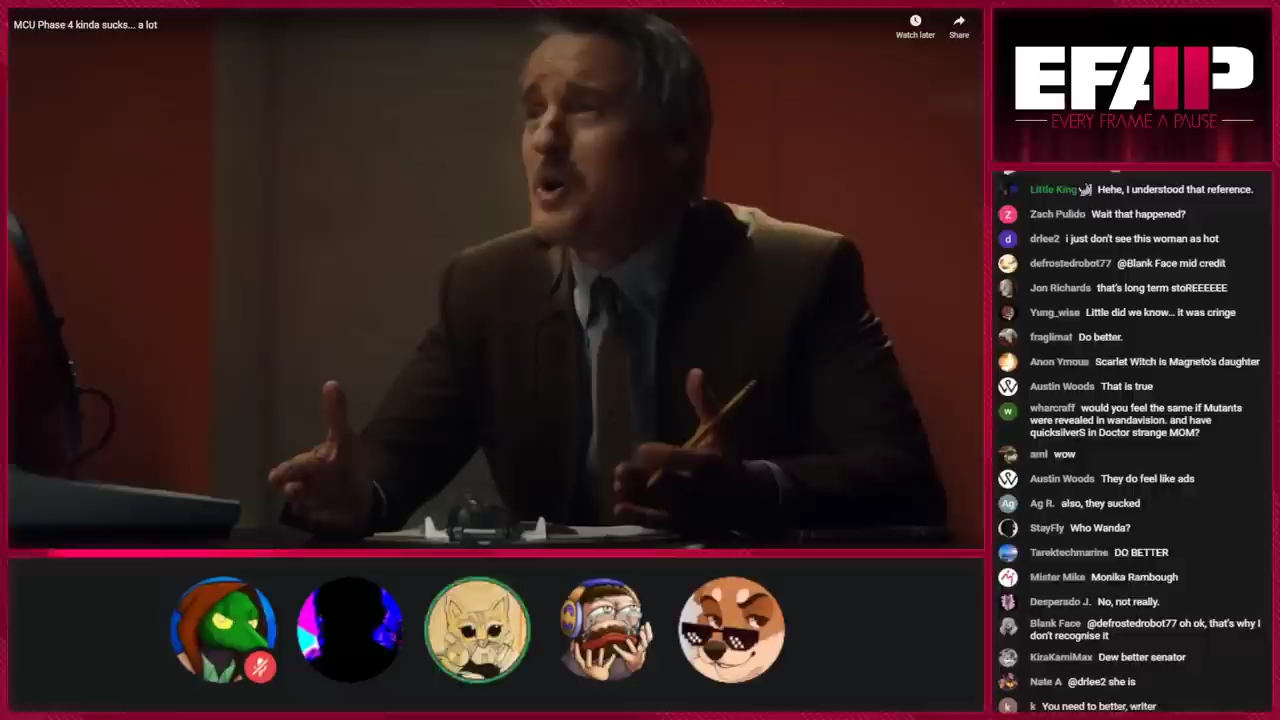 MCU Phase 4 kinda sucks... a lot
Watch later
Share
EFAP
EVERY FRAME A PAUSE
Little King Hehe, I understood that reference.
Z
Zach Pulido Wait that happened?
d
drlee2 i just don't see this woman as hot
defrostedrobot77 @Blank Face mid credit
Jon Richards that's long term stoREEEEEE
Yung_wise Little did we know... it was cringe
fraglimat Do better.
Anon Ymous Scarlet Witch is Magneto's daughter
Austin Woods That is true
w
wharcraff would you feel the same if Mutants
were revealed in wandavision. and have
quicksilverS in Doctor strange MOM?
aml wow
Austin Woods They do feel like ads
Ag
Ag R. also, they sucked
StayFly Who Wanda?
Tarektechmarine DO BETTER
Mister Mike Monika Rambough
Desperado J. No, not really.
Blank Face @defrostedrobot77 oh ok, that's why I
don't recognise it
KiraKamiMax Dew better senator
Nate A @drlee2 she is
k
k You need to better, writer